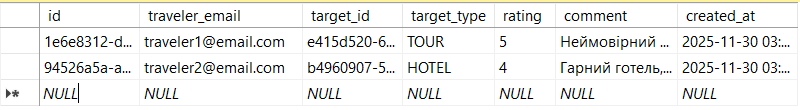 id traveler_email target_id target_type rating comment created_at
1e6e8312-d... traveler1@email.com e415d520-6... TOUR 5 Неймовірний ... 2025-11-30 03:...
94526a5a-a... traveler2@email.com b4960907-5... HOTEL 4 Гарний готель,... 2025-11-30 03:...
NULL NULL NULL NULL NULL NULL NULL